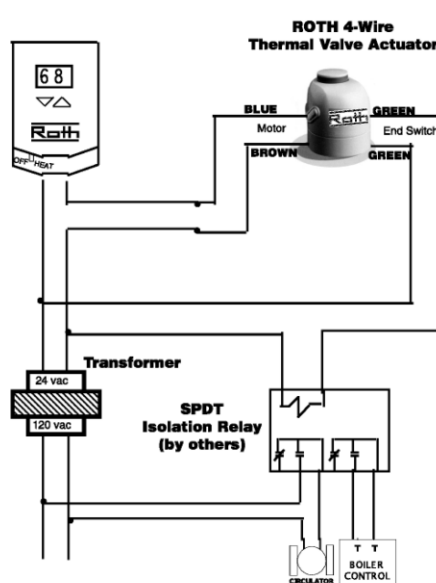 ROTH 4-Wire
Thermal Valve Actuator
68
Roth
OFF HEAT
BLUE
GREEN
Motor
Roth
End Switch
BROWN
GREEN
Transformer
24 vac
120 vac
SPDT
Isolation Relay
(by others)
CIRCULATOR
T T
BOILER
CONTROL